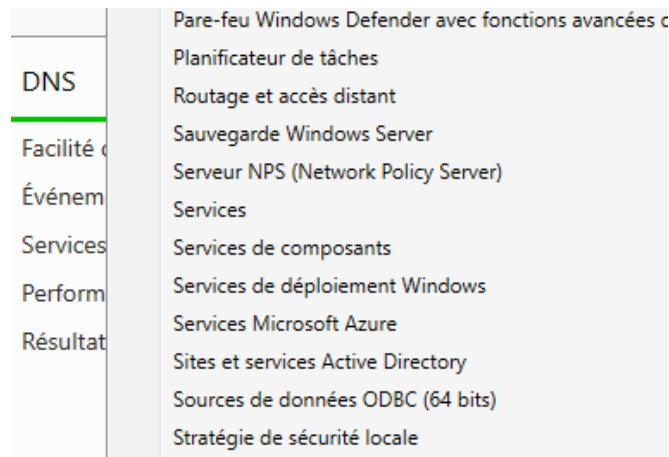 DNS
Facilité
Événem
Services
Perform
Résultat
Pare-feu Windows Defender avec fonctions avancées
Planificateur de tâches
Routage et accès distant
Sauvegarde Windows Server
Serveur NPS (Network Policy Server)
Services
Services de composants
Services de déploiement Windows
Services Microsoft Azure
Sites et services Active Directory
Sources de données ODBC (64 bits)
Stratégie de sécurité locale